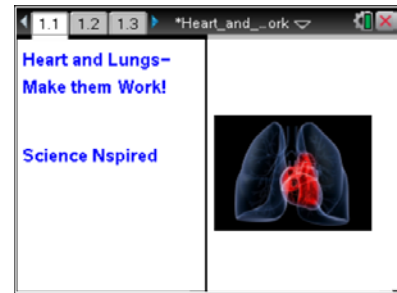 1.1 1.2 1.3 *Heart_and_...ork
Heart and Lungs–
Make them Work!
Science Nspired